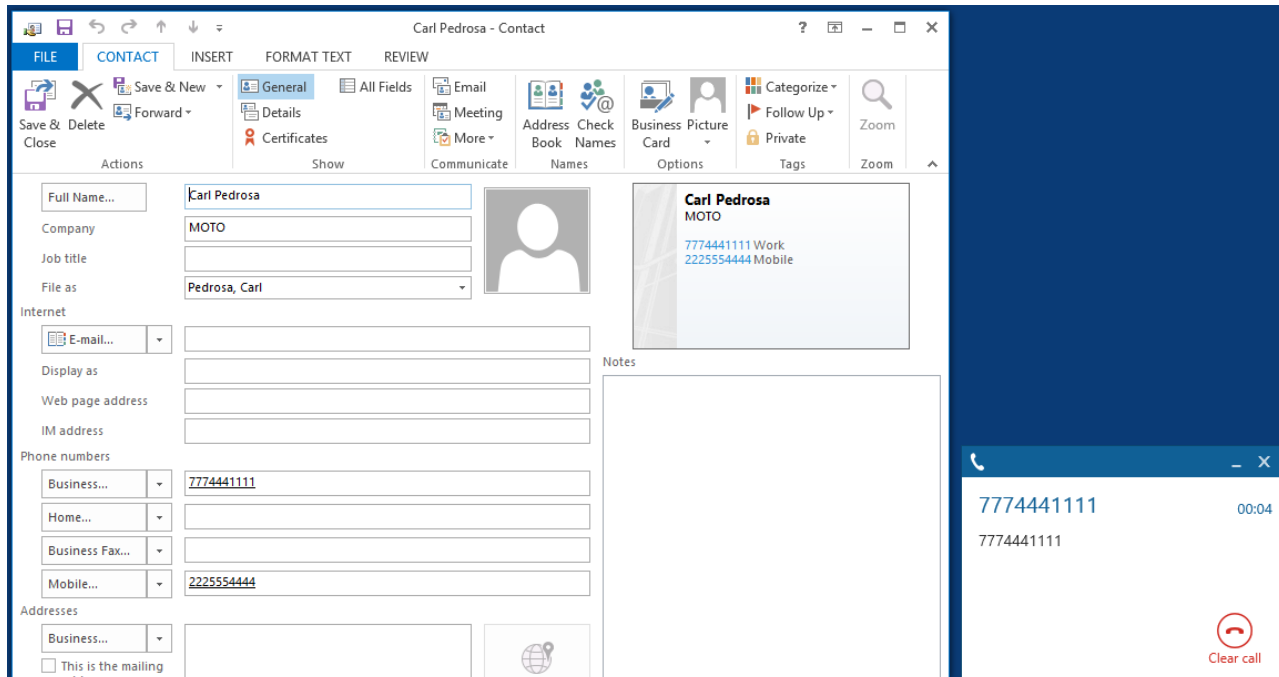 Carl Pedrosa - Contact
?
FILE CONTACT INSERT FORMAT TEXT REVIEW
Save & Close
Delete
Save & New
Forward
Actions
General
Details
Certificates
All Fields
Show
Email
Meeting
More
Communicate
Address Book
Check Names
Names
Business Card
Picture
Options
Categorize
Follow Up
Private
Tags
Zoom
Zoom
Full Name... Carl Pedrosa
Company MOTO
Job title
File as Pedrosa, Carl
Internet
E-mail...
Display as
Web page address
IM address
Phone numbers
Business... 7774441111
Home...
Business Fax...
Mobile... 2225554444
Addresses
Business...
This is the mailing
Carl Pedrosa
MOTO
7774441111 Work
2225554444 Mobile
Notes
7774441111 00:04
7774441111
Clear call